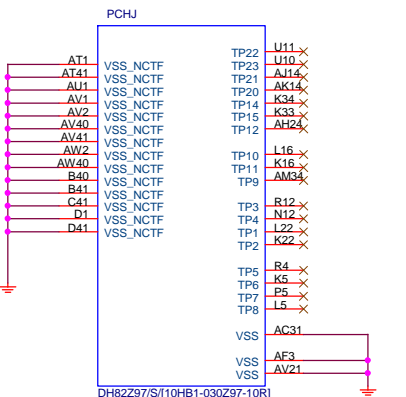 PCHJ
AT1 VSS_NCTF
AT41 VSS_NCTF
AU1 VSS_NCTF
AV1 VSS_NCTF
AV2 VSS_NCTF
AV40 VSS_NCTF
AV41 VSS_NCTF
AW2 VSS_NCTF
AW40 VSS_NCTF
B40 VSS_NCTF
B41 VSS_NCTF
C41 VSS_NCTF
D1 VSS_NCTF
D41 VSS_NCTF
TP22 U11
TP23 U10
TP21 AJ14
TP20 AK14
TP14 K34
TP15 K33
TP12 AH24
TP10 L16
TP11 K16
TP9 AM34
TP3 R12
TP4 N12
TP1 L22
TP2 K22
TP5 R4
TP6 K5
TP7 P5
TP8 L5
VSS AC31
VSS AF3
VSS AV21
DH82Z97/S/[10HB1-030Z97-10R]